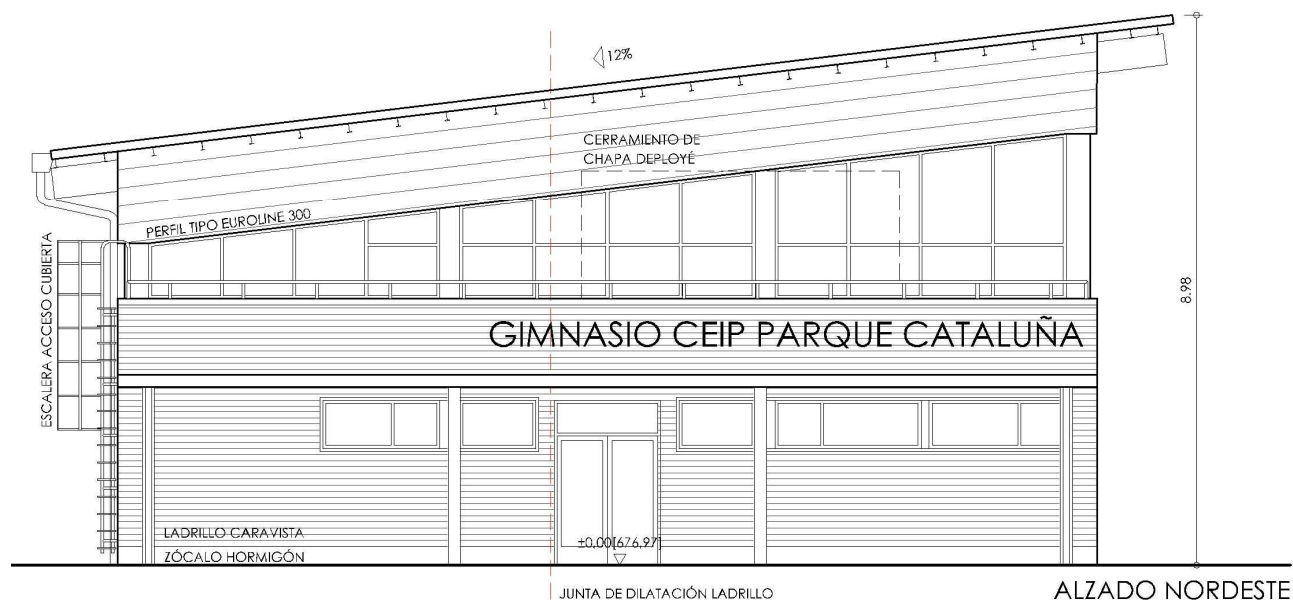 12%
CERRAMIENTO DE
CHAPA DEPLOYÉ
PERFIL TIPO EUROLINE 300
ESCALERA ACCESO CUBIERTA
8.98
GIMNASIO CEIP PARQUE CATALUÑA
LADRILLO CARAVISTA
ZÓCALO HORMIGÓN
±0,00[676,97]
JUNTA DE DILATACIÓN LADRILLO
ALZADO NORDESTE